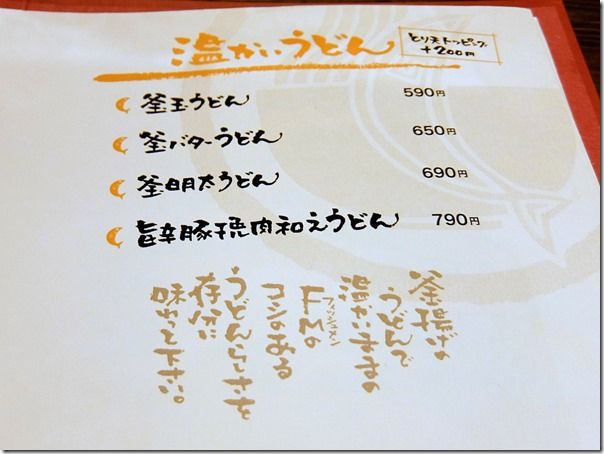 温かいうどん
とり天トッピング
+200円
釜玉うどん 590円
釜バターうどん 650円
釜明太うどん 690円
旨辛豚焼肉和えうどん 790円
釜揚げの
うどんで
温かいままの
フィッシュメン
FMの
コシのある
うどんらしさを
存分に
味わって下さい。